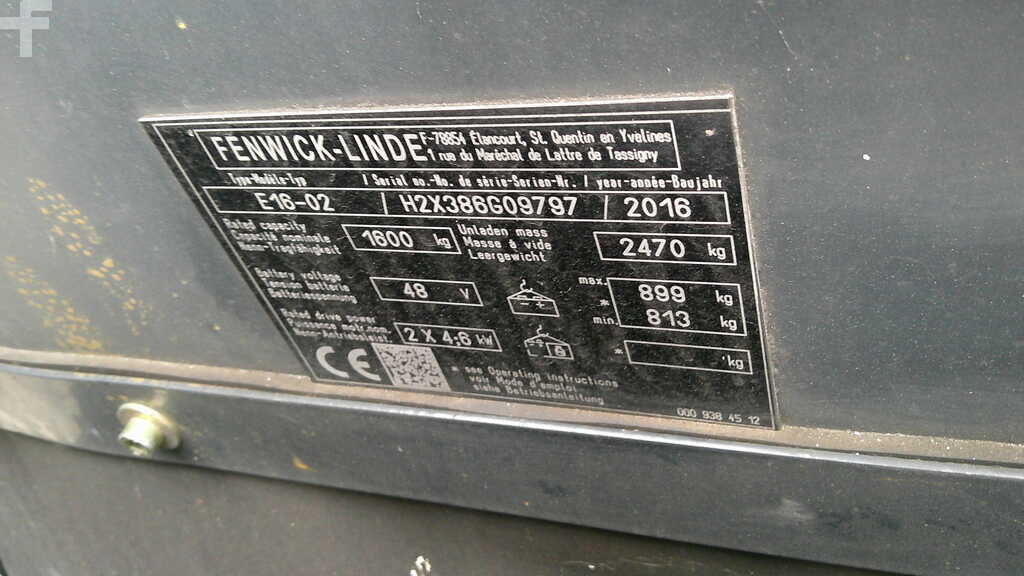 FENWICK-LINDE
F-78854 Élancourt, St. Quentin en Yvelines
1 rue du Maréchal de Lattre de Tassigny
Type-Modèle-Typ / Serial no.-No. de série-Serien-Nr. / year-année-Baujahr
E16-02 / H2X386G09797 / 2016
Rated capacity
1600 kg
Unladen mass
Masse à vide
Leergewicht
2470 kg
Battery voltage
Tension batterie
Batteriespannung
48 V
max.
*
min.
899 kg
813 kg
Rated drive power
2 X 4,6 kW
* kg
CE
* see Operating Instructions
voir Mode d'emploi
Betriebsanleitung
000 938 45 12